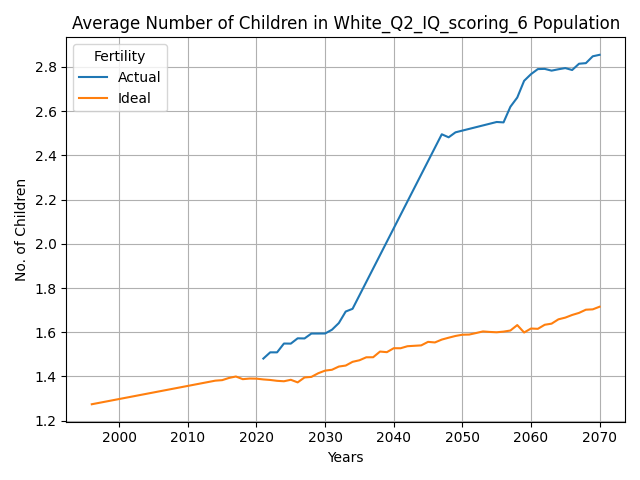 Average Number of Children in White_Q2_IQ_scoring_6 Population
Fertility
Actual
Ideal
No. of Children
2.8
2.6
2.4
2.2
2.0
1.8
1.6
1.4
1.2
2000 2010 2020 2030 2040 2050 2060 2070
Years